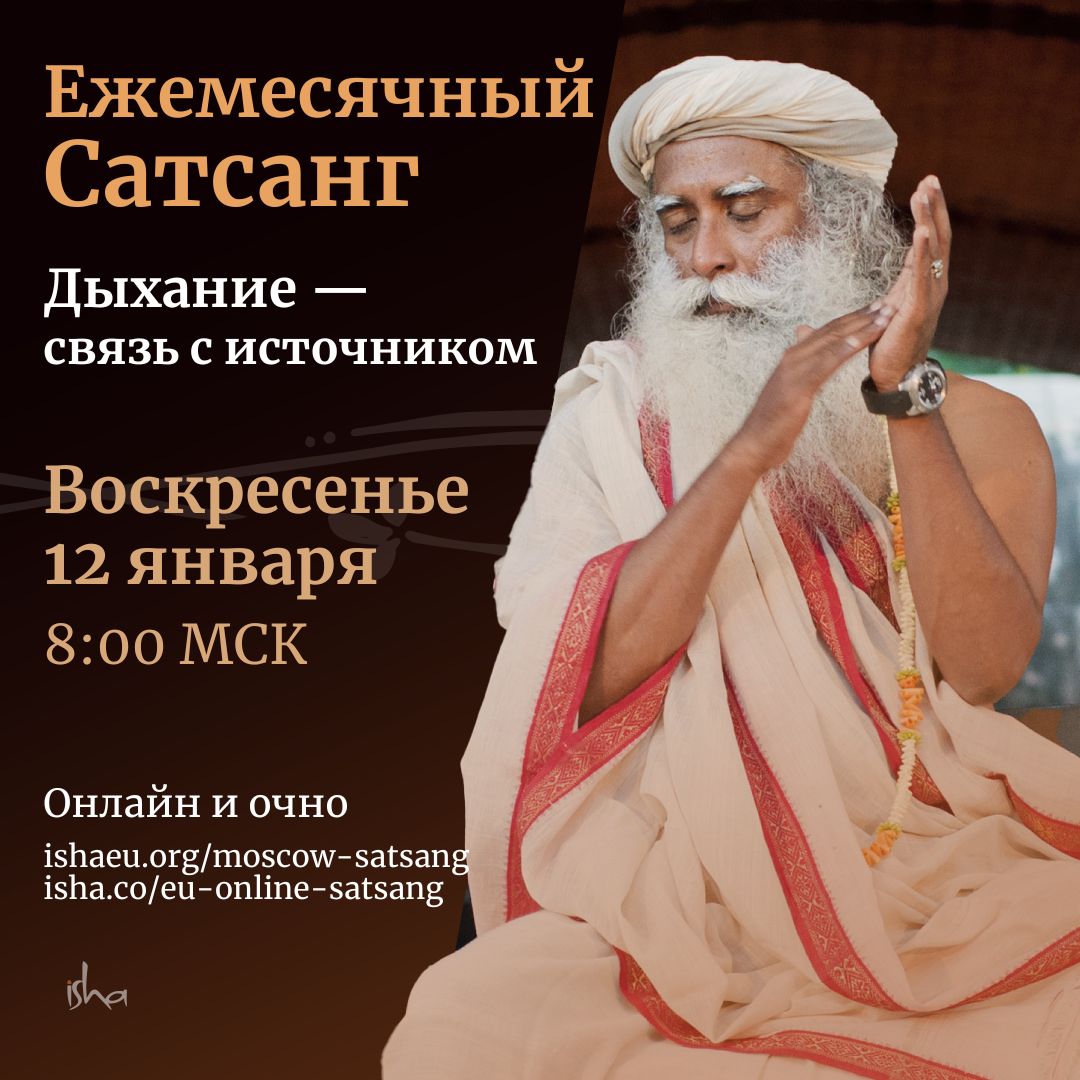 Ежемесячный
Сатсанг
Дыхание —
связь с источником
Воскресенье
12 января
8:00 МСК
Онлайн и очно
ishaeu.org/moscow-satsang
isha.co/eu-online-satsang
isha